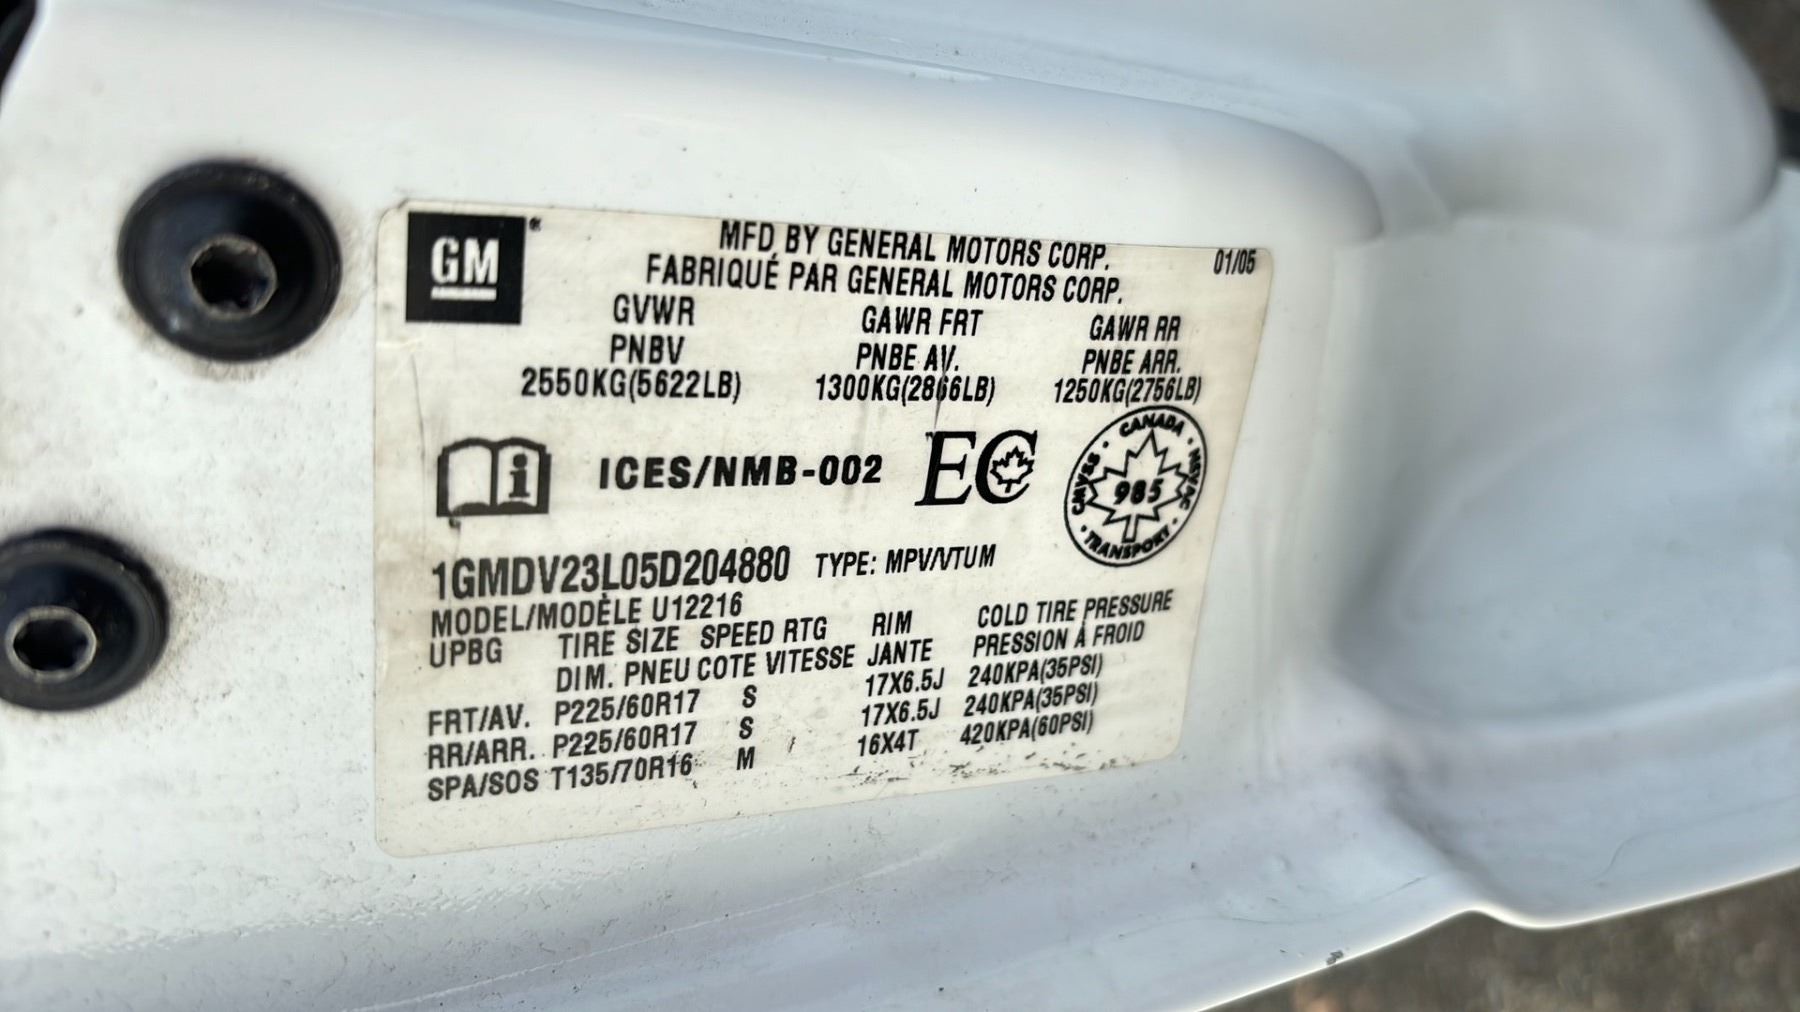 GM®
MFD BY GENERAL MOTORS CORP. 01/05
FABRIQUÉ PAR GENERAL MOTORS CORP.
GVWR GAWR FRT GAWR RR
PNBV PNBE AV. PNBE ARR.
2550KG(5622LB) 1300KG(2866LB) 1250KG(2756LB)
i ICES/NMB-002 EC
CANADA
CMVSS 985 NSVAC
TRANSPORT
1GMDV23L05D204880 TYPE: MPV/VTUM
MODEL/MODÈLE U12216
UPBG TIRE SIZE SPEED RTG RIM COLD TIRE PRESSURE
DIM. PNEU COTE VITESSE JANTE PRESSION À FROID
FRT/AV. P225/60R17 S 17X6.5J 240KPA(35PSI)
RR/ARR. P225/60R17 S 17X6.5J 240KPA(35PSI)
SPA/SOS T135/70R16 M 16X4T 420KPA(60PSI)